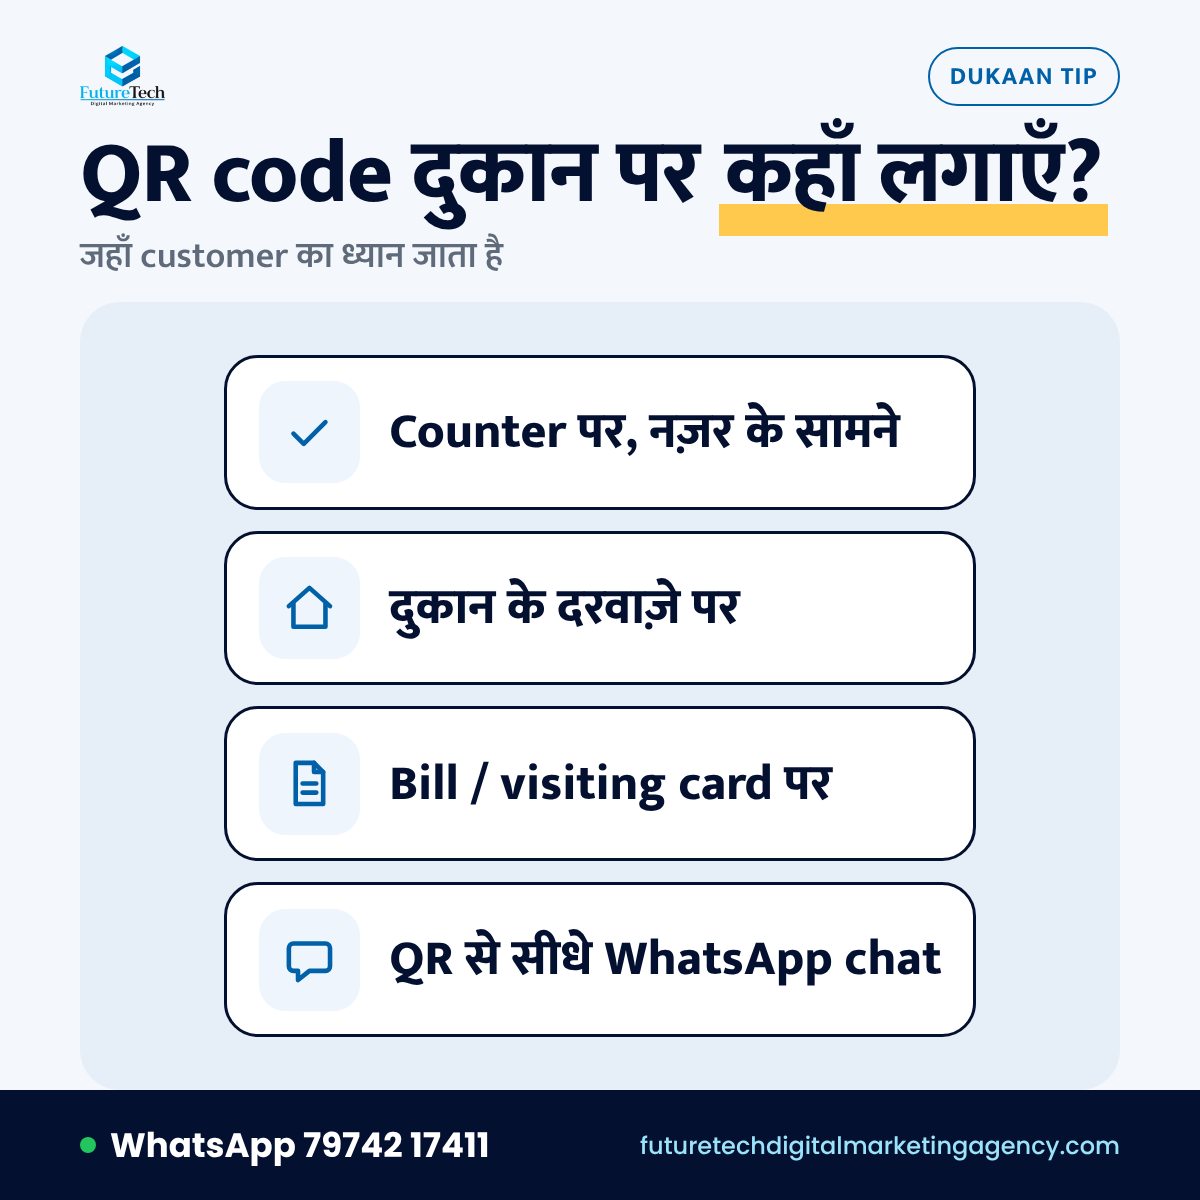 FutureTech
Digital Marketing Agency
DUKAAN TIP
QR code दुकान पर कहाँ लगाएँ?
जहाँ customer का ध्यान जाता है
Counter पर, नज़र के सामने
दुकान के दरवाज़े पर
Bill / visiting card पर
QR से सीधे WhatsApp chat
WhatsApp 79742 17411
futuretechdigitalmarketingagency.com